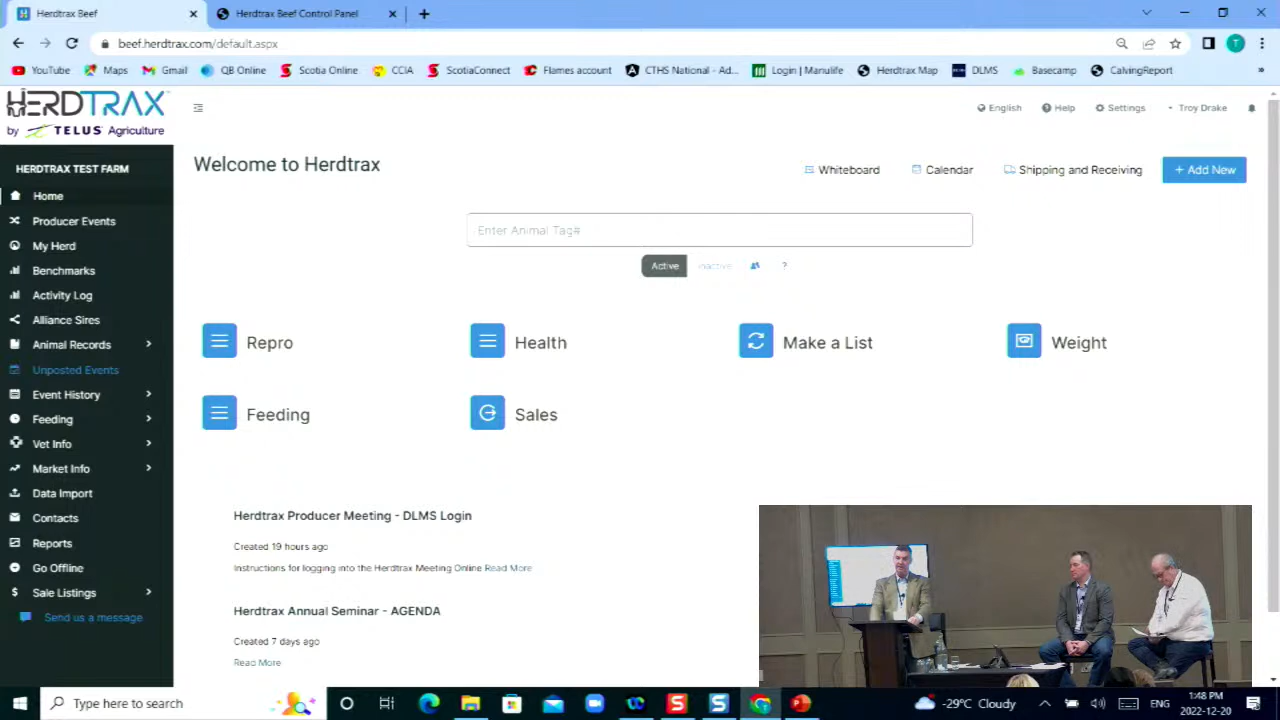 Herdtrax Beef
Herdtrax Beef Control Panel
beef.herdtrax.com/default.aspx
YouTube Maps Gmail QB Online Scotia Online CCIA ScotiaConnect Flames account CTHS National - Ad... Login | Manulife Herdtrax Map DLMS Basecamp CalvingReport
HERDTRAX
by TELUS Agriculture
English Help Settings Troy Drake
HERDTRAX TEST FARM
Home
Producer Events
My Herd
Benchmarks
Activity Log
Alliance Sires
Animal Records
Unposted Events
Event History
Feeding
Vet Info
Market Info
Data Import
Contacts
Reports
Go Offline
Sale Listings
Send us a message
Welcome to Herdtrax
Whiteboard Calendar Shipping and Receiving + Add New
Enter Animal Tag#
Active Inactive ?
Repro Health Make a List Weight
Feeding Sales
Herdtrax Producer Meeting - DLMS Login
Created 19 hours ago
Instructions for logging into the Herdtrax Meeting Online Read More
Herdtrax Annual Seminar - AGENDA
Created 7 days ago
Read More
Type here to search
-29°C Cloudy
ENG
1:48 PM
2022-12-20